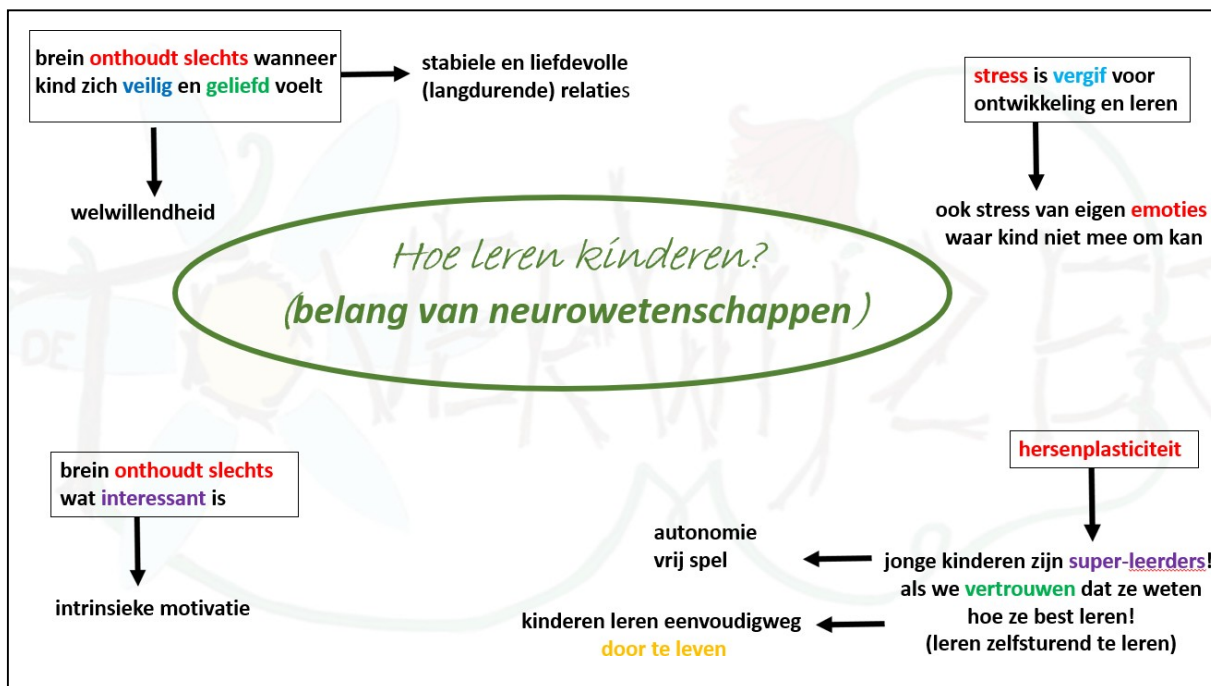 brein onthoudt slechts wanneer
kind zich veilig en geliefd voelt
stabiele en liefdevolle
(langdurende) relaties
welwillendheid
stress is vergif voor
ontwikkeling en leren
ook stress van eigen emoties
waar kind niet mee om kan
Hoe leren kinderen?
(belang van neurowetenschappen)
DE
TOVERWIJZER
brein onthoudt slechts
wat interessant is
intrinsieke motivatie
hersenplasticiteit
jonge kinderen zijn super-leerders!
als we vertrouwen dat ze weten
hoe ze best leren!
(leren zelfsturend te leren)
autonomie
vrij spel
kinderen leren eenvoudigweg
door te leven